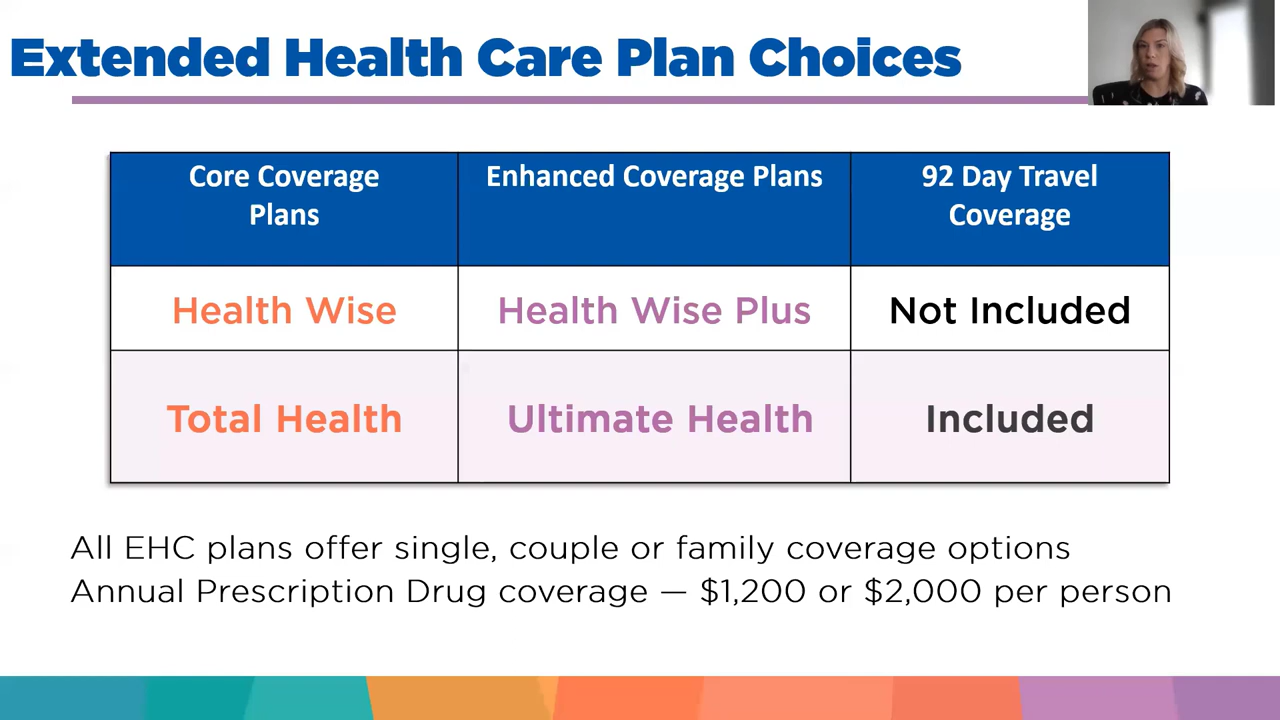 Extended Health Care Plan Choices
Core Coverage
Plans
Enhanced Coverage Plans
92 Day Travel
Coverage
Health Wise
Health Wise Plus
Not Included
Total Health
Ultimate Health
Included
All EHC plans offer single, couple or family coverage options
Annual Prescription Drug coverage — $1,200 or $2,000 per person